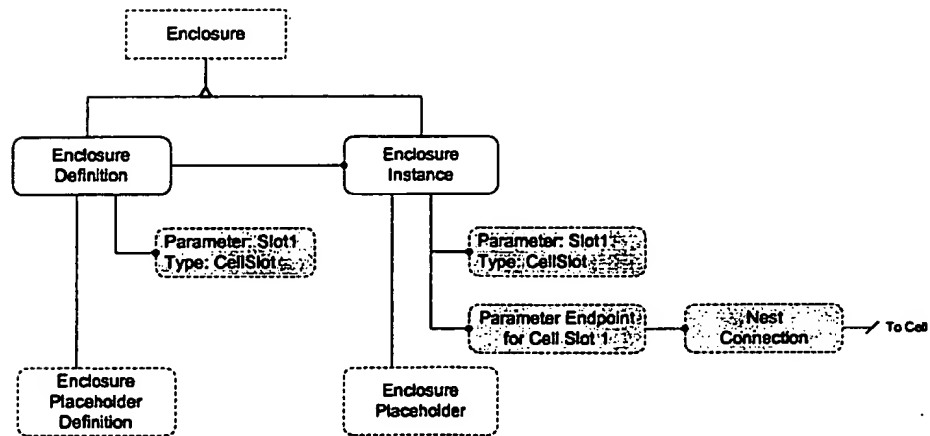 Enclosure
Enclosure
Definition
Enclosure
Instance
Parameter: Slot1
Type: CellSlot
Parameter: Slot1
Type: CellSlot
Parameter Endpoint
for Cell Slot 1
Nest
Connection
To Cell
Enclosure
Placeholder
Definition
Enclosure
Placeholder